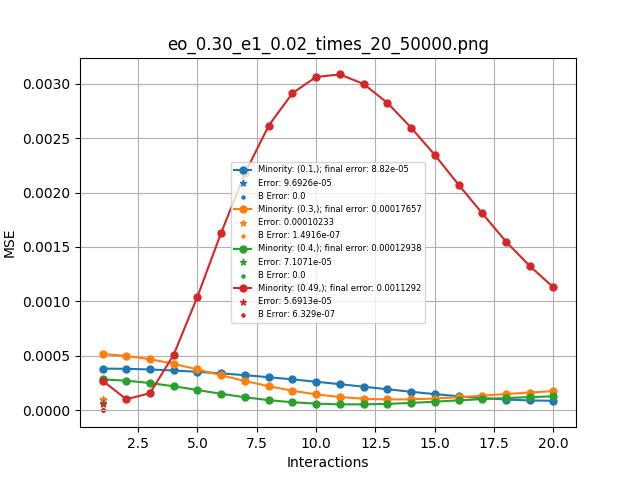 eo_0.30_e1_0.02_times_20_50000.png
MSE
0.0030
0.0025
0.0020
0.0015
0.0010
0.0005
0.0000
Minority: (0.1,); final error: 8.82e-05
Error: 9.6926e-05
B Error: 0.0
Minority: (0.3,); final error: 0.00017657
Error: 0.00010233
B Error: 1.4916e-07
Minority: (0.4,); final error: 0.00012938
Error: 7.1071e-05
B Error: 0.0
Minority: (0.49,); final error: 0.0011292
Error: 5.6913e-05
B Error: 6.329e-07
2.5 5.0 7.5 10.0 12.5 15.0 17.5 20.0
Interactions